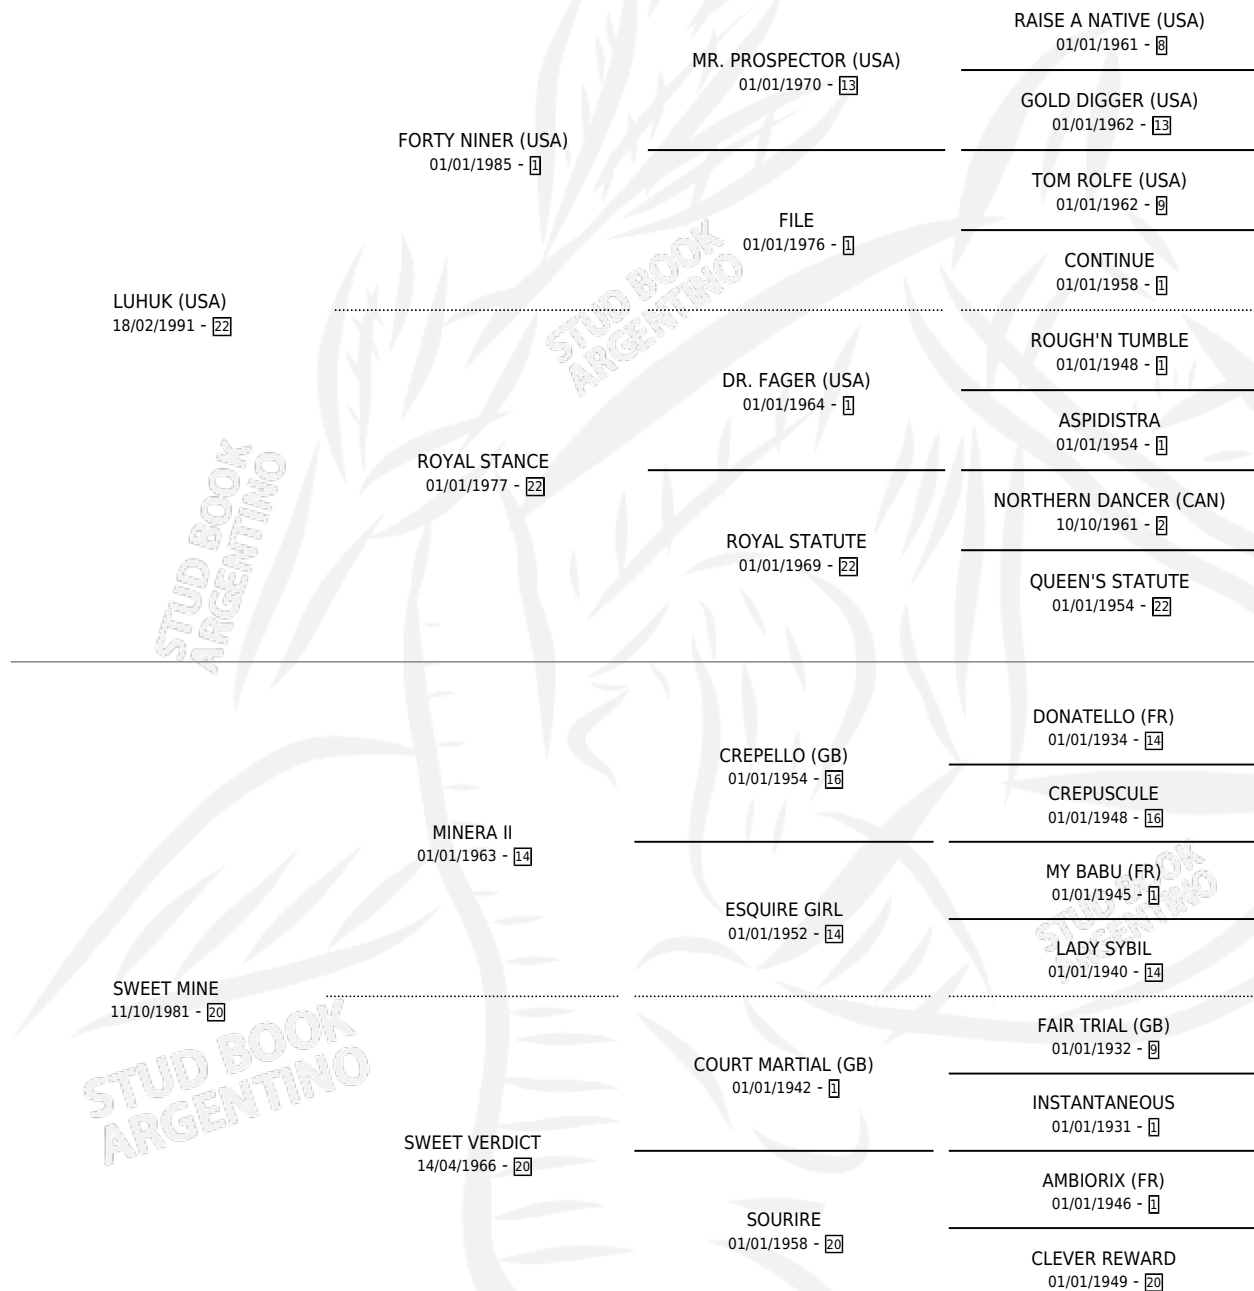 RAISE A NATIVE (USA)
01/01/1961 - 8
MR. PROSPECTOR (USA)
01/01/1970 - 13
GOLD DIGGER (USA)
01/01/1962 - 13
FORTY NINER (USA)
01/01/1985 - 1
TOM ROLFE (USA)
01/01/1962 - 9
FILE
01/01/1976 - 1
CONTINUE
01/01/1958 - 1
LUHUK (USA)
18/02/1991 - 22
ROUGH'N TUMBLE
01/01/1948 - 1
DR. FAGER (USA)
01/01/1964 - 1
ASPIDISTRA
01/01/1954 - 1
ROYAL STANCE
01/01/1977 - 22
NORTHERN DANCER (CAN)
10/10/1961 - 2
ROYAL STATUTE
01/01/1969 - 22
QUEEN'S STATUTE
01/01/1954 - 22
DONATELLO (FR)
01/01/1934 - 14
CREPELLO (GB)
01/01/1954 - 16
CREPUSCULE
01/01/1948 - 16
MINERA II
01/01/1963 - 14
MY BABU (FR)
01/01/1945 - 1
ESQUIRE GIRL
01/01/1952 - 14
LADY SYBIL
01/01/1940 - 14
SWEET MINE
11/10/1981 - 20
FAIR TRIAL (GB)
01/01/1932 - 9
COURT MARTIAL (GB)
01/01/1942 - 1
INSTANTANEOUS
01/01/1931 - 1
SWEET VERDICT
14/04/1966 - 20
AMBIORIX (FR)
01/01/1946 - 1
SOURIRE
01/01/1958 - 20
CLEVER REWARD
01/01/1949 - 20
STUD BOOK
ARGENTINO
STUD BOOK
ARGENTINO
STUD BOOK
ARGENTINO
STUD BOOK
ARGENTINO